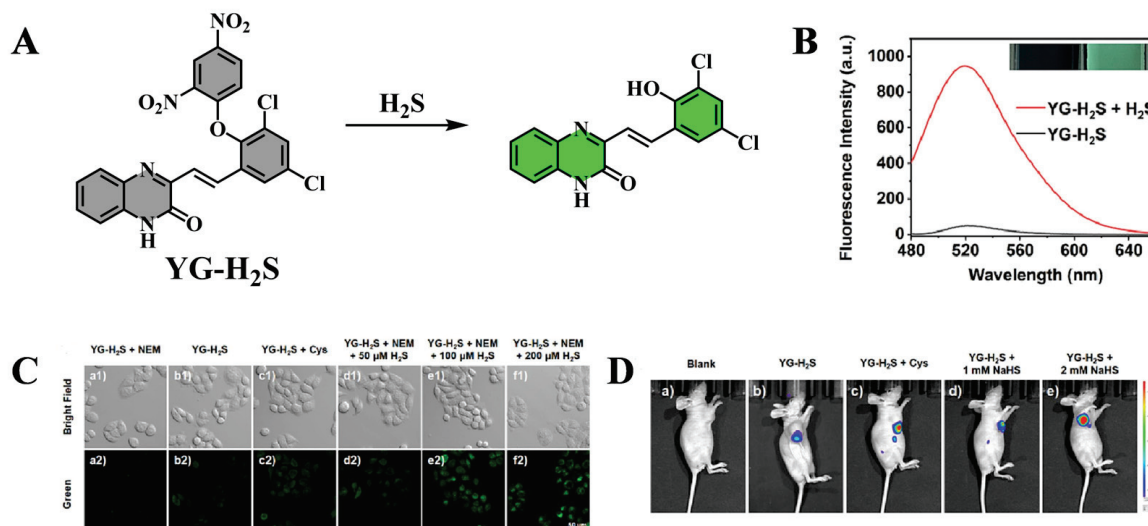 A
NO₂
O₂N
Cl
O
Cl
N
N
H
O
YG-H₂S
H₂S
Cl
HO
Cl
N
N
H
O
B
Fluorescence Intensity (a.u.)
1000
800
600
400
200
0
YG-H₂S + H₂S
YG-H₂S
480
520
560
600
640
Wavelength (nm)
C
YG-H₂S + NEM
YG-H₂S
YG-H₂S + Cys
YG-H₂S + NEM
+ 50 μM H₂S
YG-H₂S + NEM
+ 100 μM H₂S
YG-H₂S + NEM
+ 200 μM H₂S
Bright Field
a1)
b1)
c1)
d1)
e1)
f1)
Green
a2)
b2)
c2)
d2)
e2)
f2)
D
Blank
YG-H₂S
YG-H₂S + Cys
YG-H₂S +
1 mM NaHS
YG-H₂S +
2 mM NaHS
a)
b)
c)
d)
e)